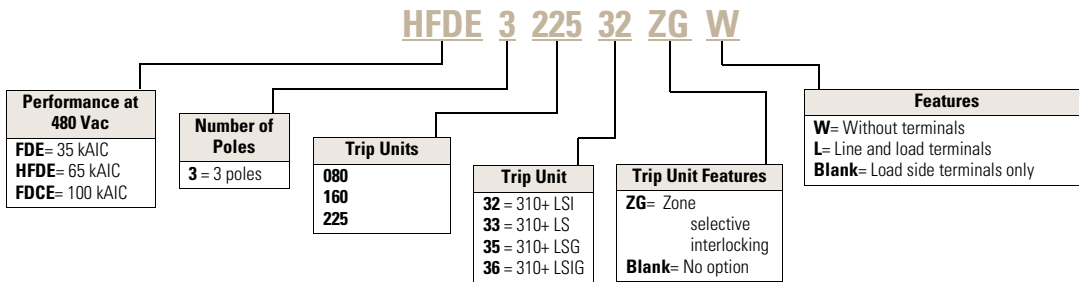 HFDE 3 225 32 ZG W
Performance at
480 Vac
FDE= 35 kAIC
HFDE= 65 kAIC
FDCE= 100 kAIC
Number of
Poles
3 = 3 poles
Trip Units
080
160
225
Trip Unit
32 = 310+ LSI
33 = 310+ LS
35 = 310+ LSG
36 = 310+ LSIG
Trip Unit Features
ZG= Zone
selective
interlocking
Blank= No option
Features
W= Without terminals
L= Line and load terminals
Blank= Load side terminals only